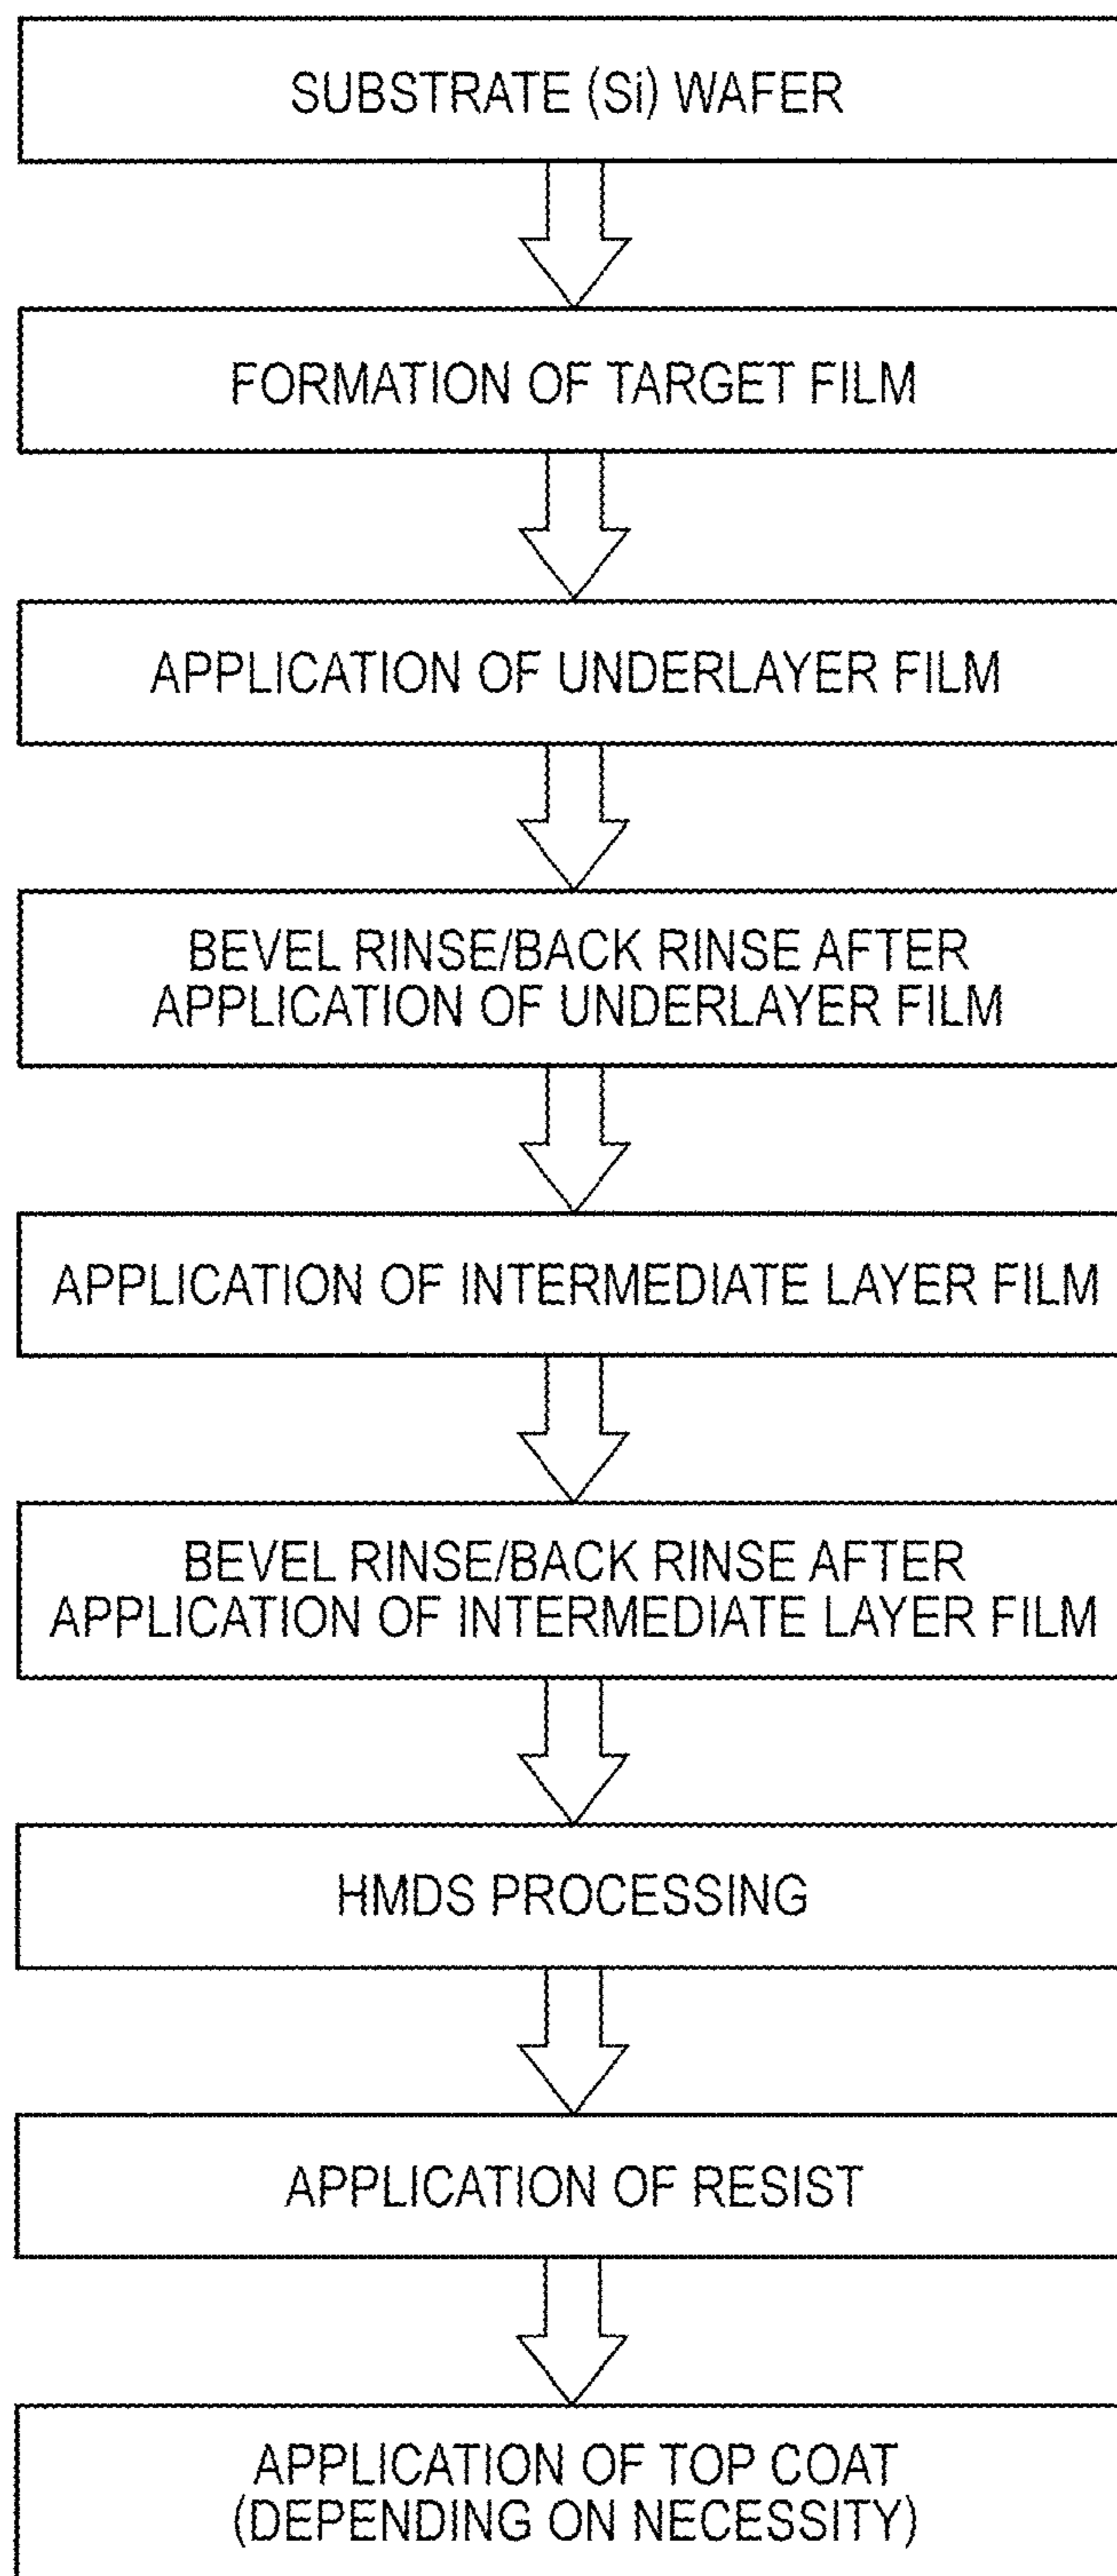 SUBSTRATE (Si) WAFER
FORMATION OF TARGET FILM
APPLICATION OF UNDERLAYER FILM
BEVEL RINSE/BACK RINSE AFTER
APPLICATION OF UNDERLAYER FILM
APPLICATION OF INTERMEDIATE LAYER FILM
BEVEL RINSE/BACK RINSE AFTER
APPLICATION OF INTERMEDIATE LAYER FILM
HMDS PROCESSING
APPLICATION OF RESIST
APPLICATION OF TOP COAT
(DEPENDING ON NECESSITY)